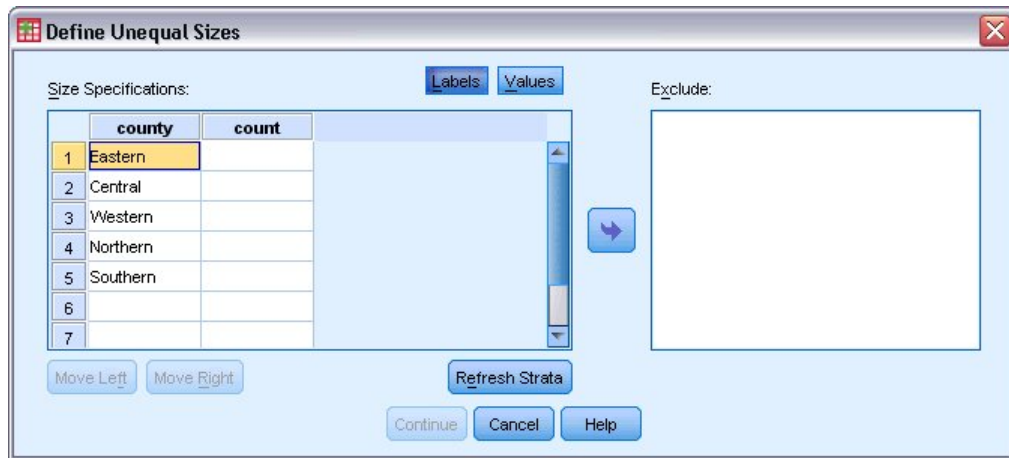 Define Unequal Sizes
Size Specifications:
Labels Values
Exclude:
county count
1 Eastern
2 Central
3 Western
4 Northern
5 Southern
6
7
Move Left Move Right Refresh Strata
Continue Cancel Help